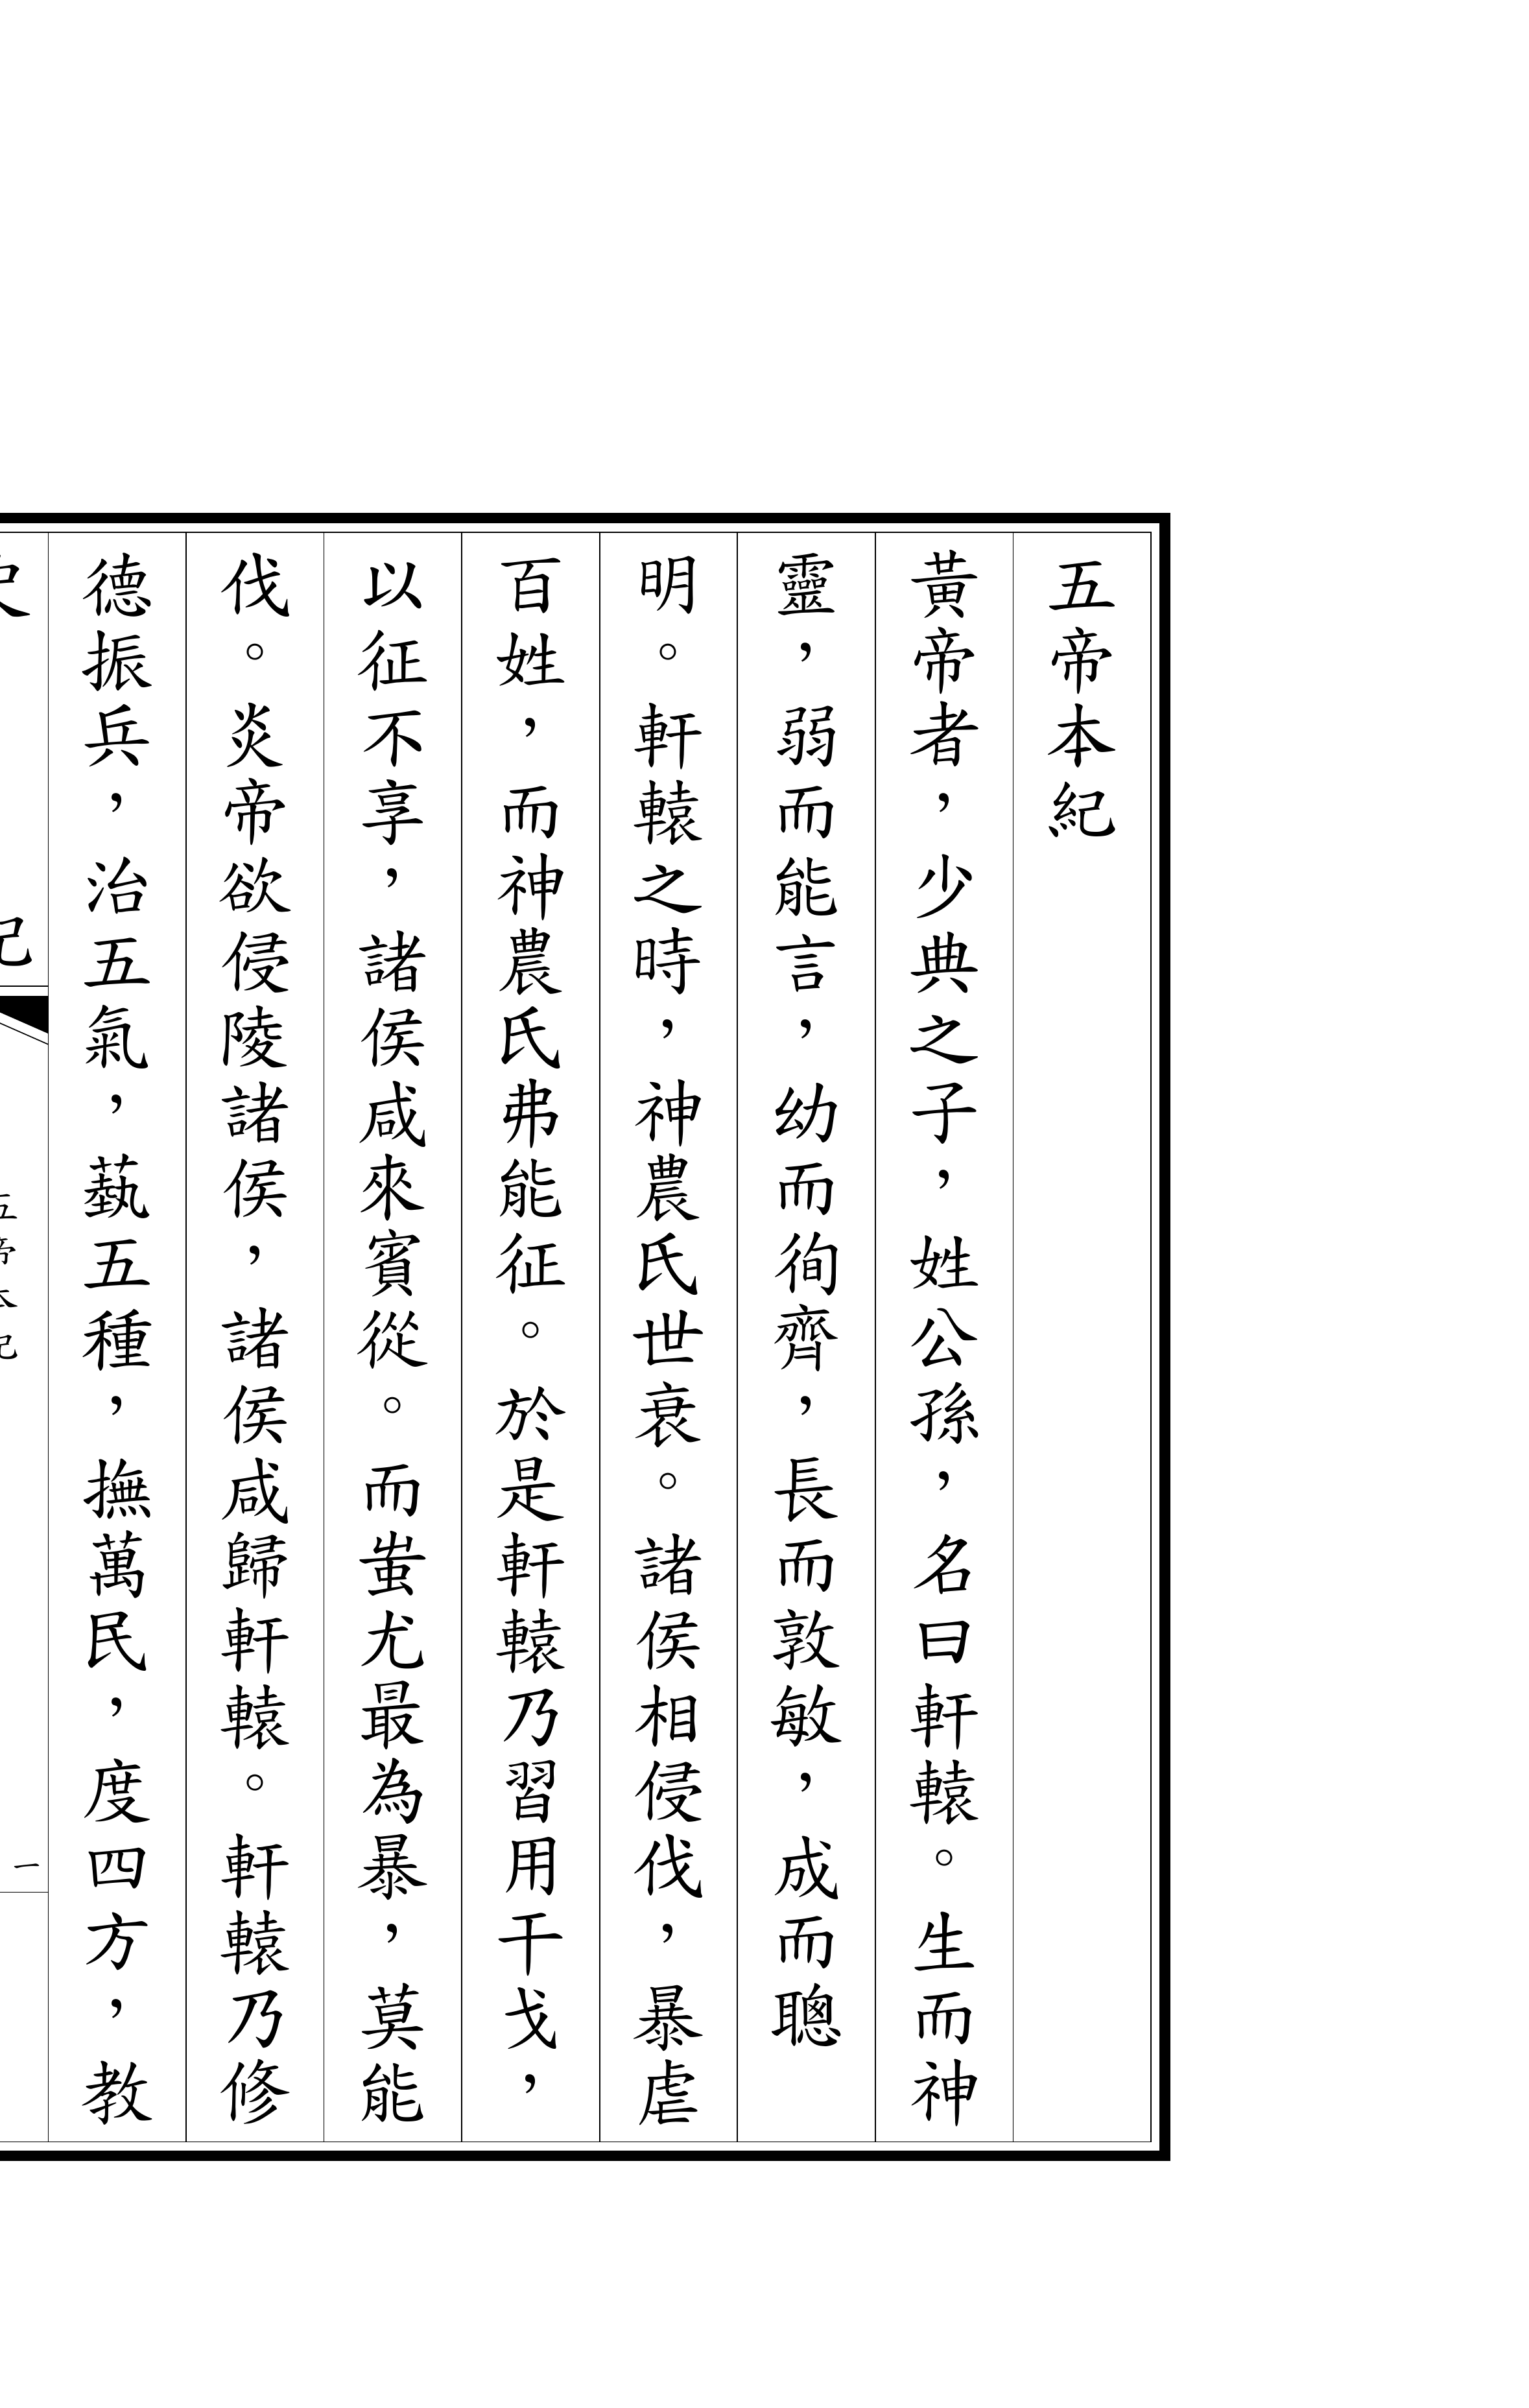 五帝本紀
黃帝者，少典之子，姓公孫，名曰軒轅。生而神
靈，弱而能言，幼而徇齊，長而敦敏，成而聰
明。軒轅之時，神農氏世衰。諸侯相侵伐，暴虐
百姓，而神農氏弗能征。於是軒轅乃習用干戈，
以征不享，諸侯咸來賓從。而蚩尤最為暴，莫能
伐。炎帝欲侵陵諸侯，諸侯咸歸軒轅。軒轅乃修
德振兵，治五氣，蓺五種，撫萬民，度四方，教
一